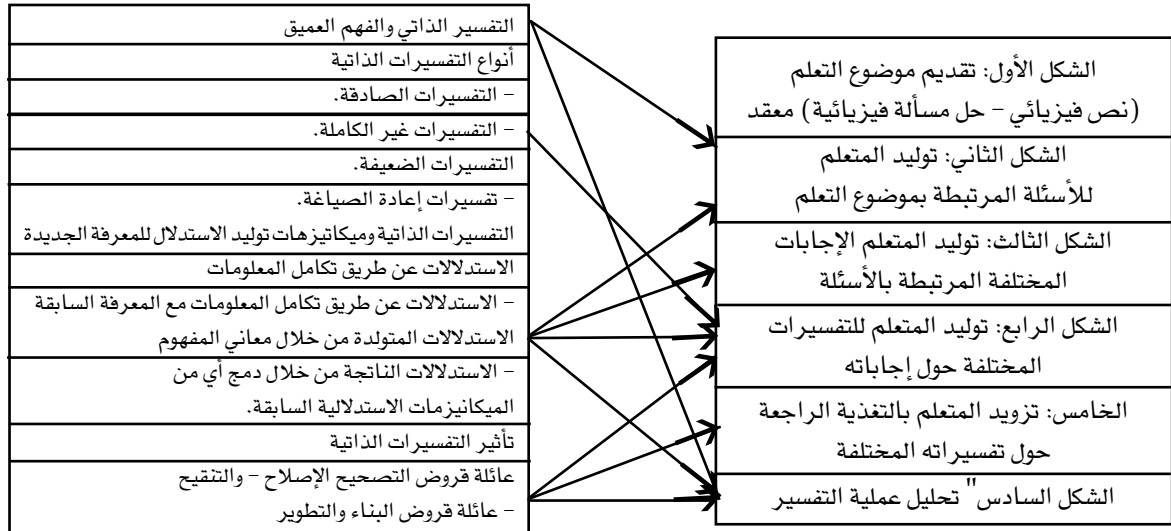 التفسير الذاتي والفهم العميق
أنواع التفسيرات الذاتية
- التفسيرات الصادقة.
- التفسيرات غير الكاملة.
التفسيرات الضعيفة.
- تفسيرات إعادة الصياغة.
التفسيرات الذاتية وميكاتيزهات توليد الاستدلال للمعرفة الجديدة
الاستدلالات عن طريق تكامل المعلومات
- الاستدلالات عن طريق تكامل المعلومات مع المعرفة السابقة
الاستدلالات المتولدة من خلال معاني المفهوم
- الاستدلالات الناتجة من خلال دمج أي من
الميكانيزمات الاستدلالية السابقة.
تأثير التفسيرات الذاتية
عائلة قروض التصحيح الإصلاح - والتنقيح
- عائلة قروض البناء والتطوير
الشكل الأول: تقديم موضوع التعلم
(نص فيزيائي - حل مسألة فيزيائية) معقد
الشكل الثاني: توليد المتعلم
للأسئلة المرتبطة بموضوع التعلم
الشكل الثالث: توليد المتعلم الإجابات
المختلفة المرتبطة بالأسئلة
الشكل الرابع: توليد المتعلم للتفسيرات
المختلفة حول إجاباته
الخامس: تزويد المتعلم بالتغذية الراجعة
حول تفسيراته المختلفة
الشكل السادس" تحليل عملية التفسير